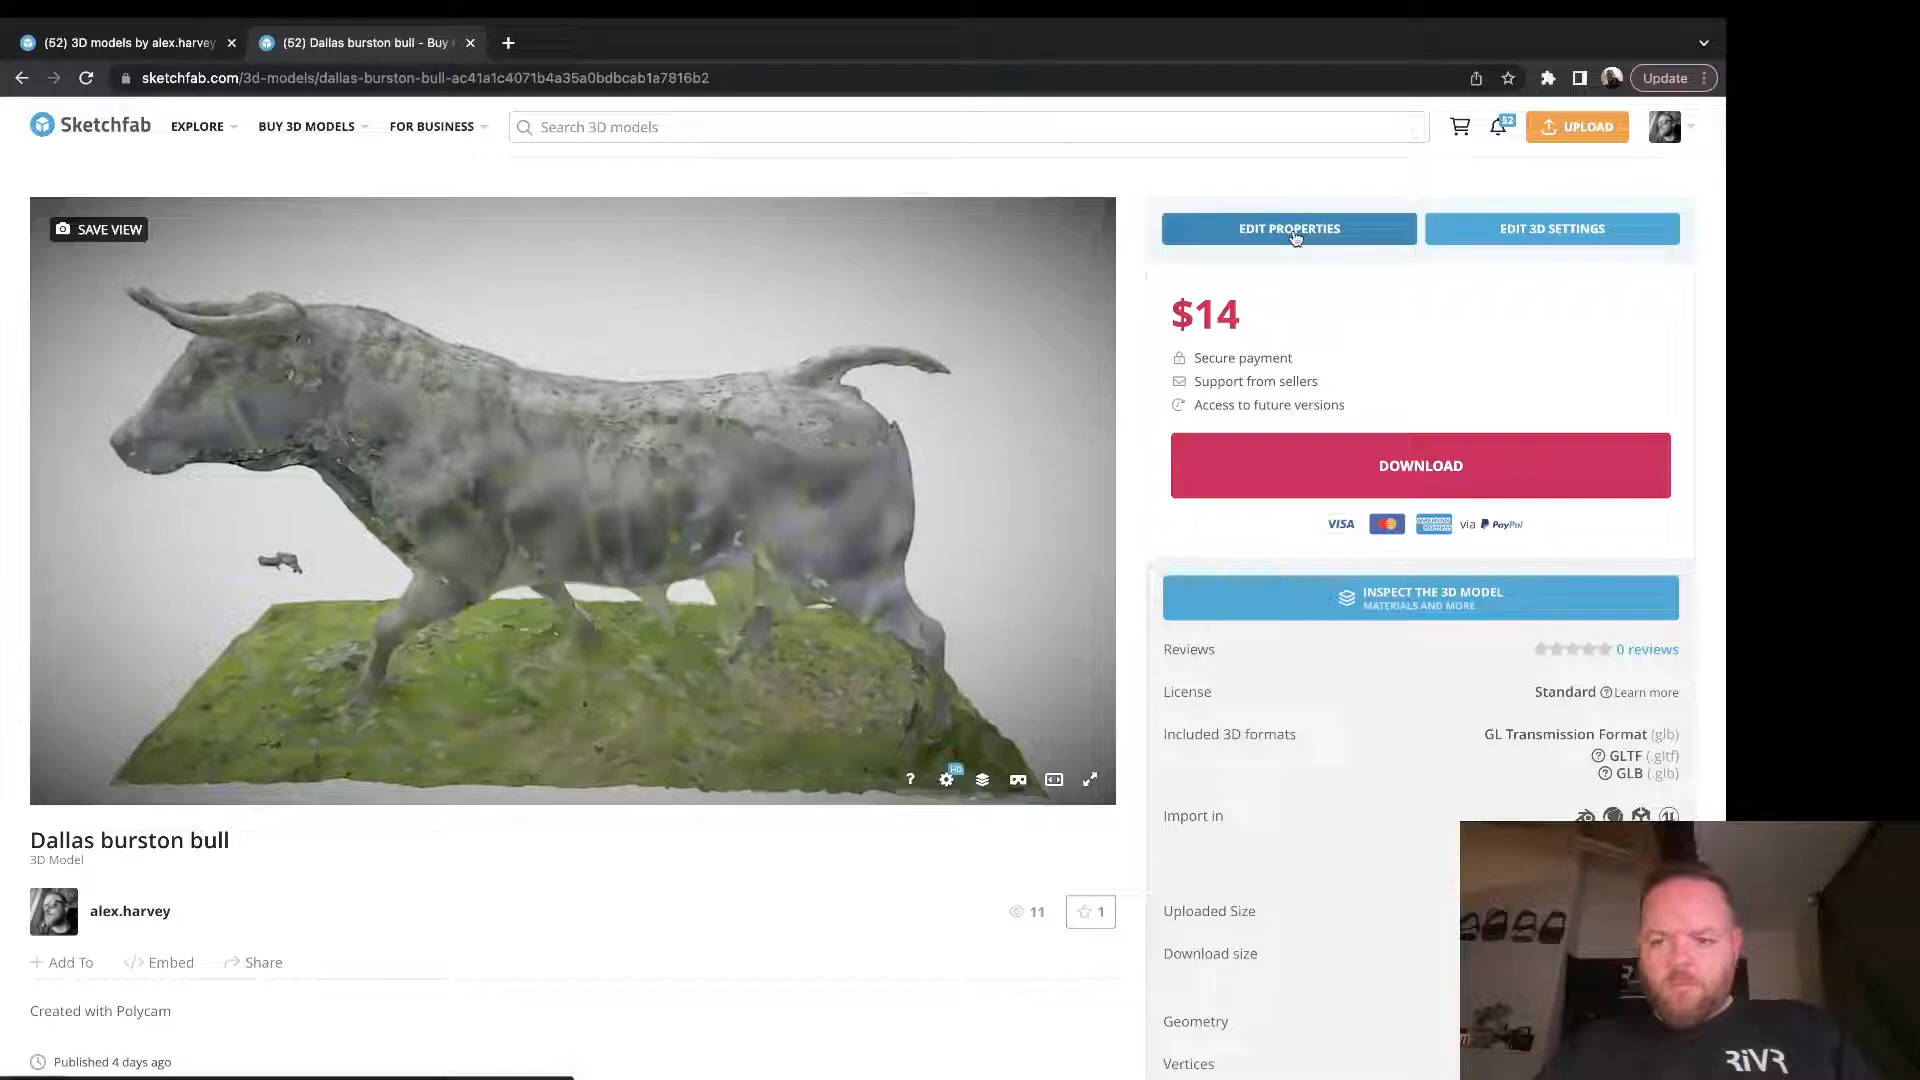 (52) 3D models by alex.harvey
(52) Dallas burston bull - Buy
sketchfab.com/3d-models/dallas-burston-bull-ac41a1c4071b4a35a0bdbcab1a7816b2
Update
Sketchfab
EXPLORE
BUY 3D MODELS
FOR BUSINESS
Search 3D models
52
UPLOAD
SAVE VIEW
EDIT PROPERTIES
EDIT 3D SETTINGS
$14
Secure payment
Support from sellers
Access to future versions
DOWNLOAD
VISA
AMERICAN EXPRESS
via PayPal
INSPECT THE 3D MODEL
MATERIALS AND MORE
Reviews
0 reviews
License
Standard Learn more
Included 3D formats
GL Transmission Format (glb)
GLTF (.gltf)
GLB (.glb)
Import in
HD
?
Dallas burston bull
3D Model
alex.harvey
11
1
Uploaded Size
Add To
Embed
Share
Download size
Created with Polycam
Geometry
Published 4 days ago
Vertices
RiVR